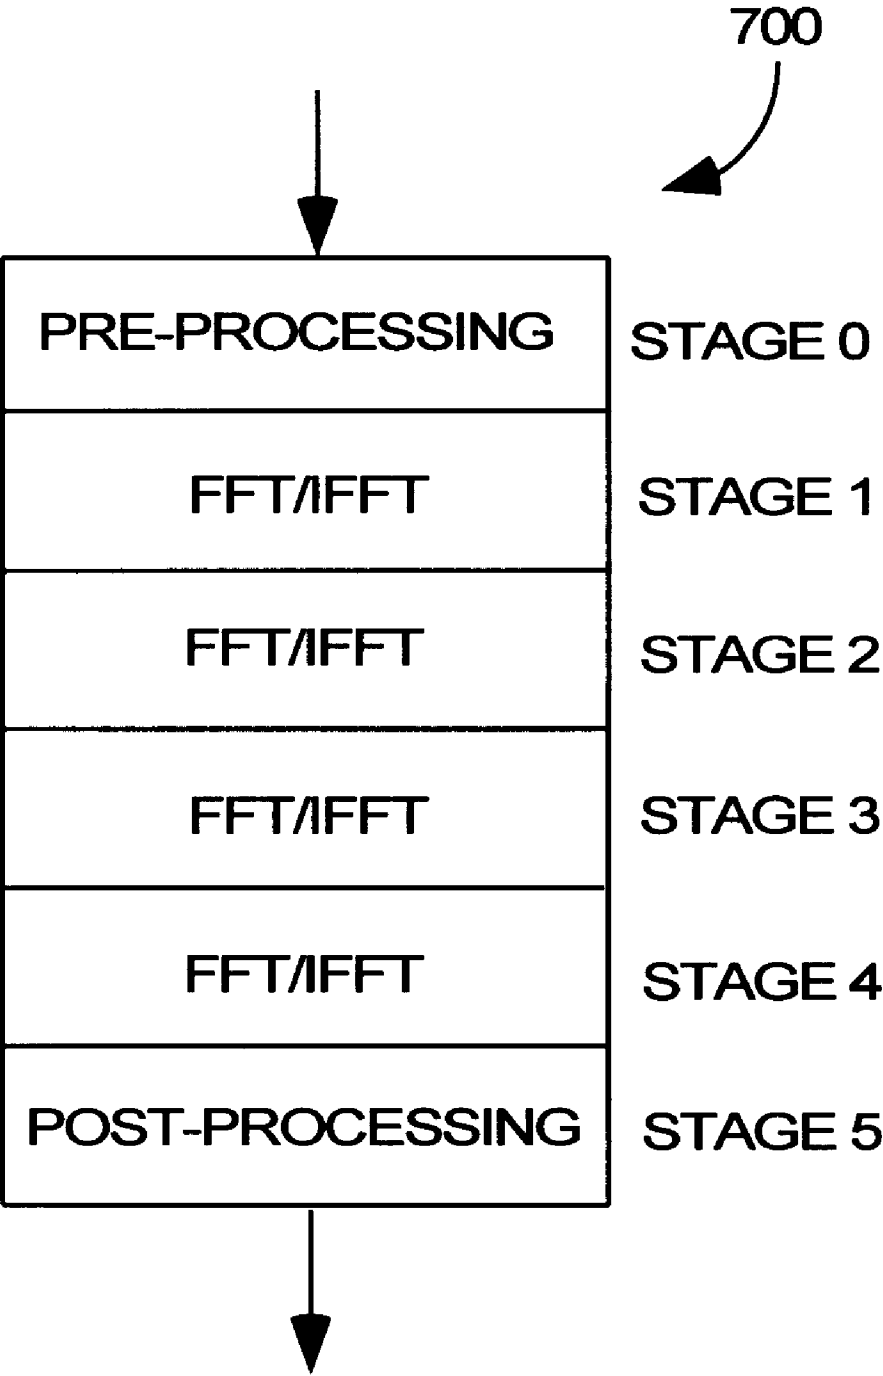 700
PRE-PROCESSING STAGE 0
FFT/IFFT STAGE 1
FFT/IFFT STAGE 2
FFT/IFFT STAGE 3
FFT/IFFT STAGE 4
POST-PROCESSING STAGE 5